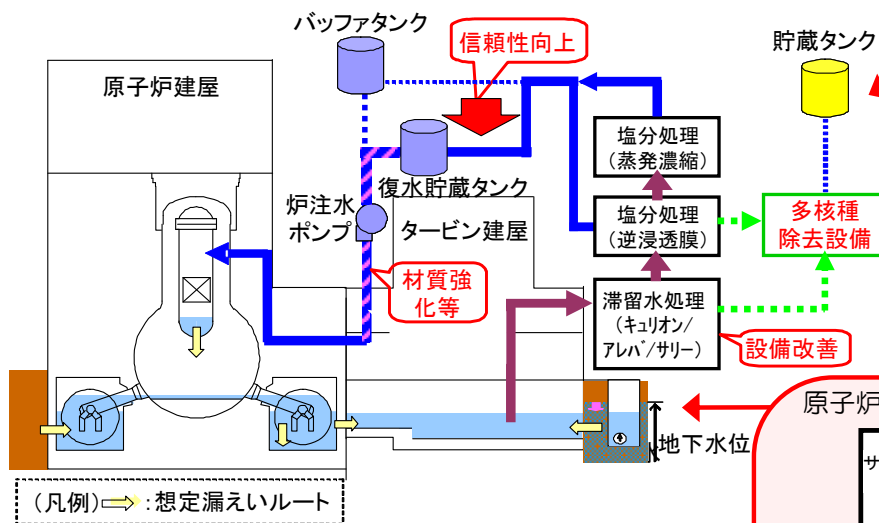 バッファタンク
信頼性向上
貯蔵タンク
原子炉建屋
塩分処理
(蒸発濃縮)
復水貯蔵タンク
炉注水
ポンプ
タービン建屋
塩分処理
(逆浸透膜)
多核種
除去設備
材質強
化等
滞留水処理
(キュリオン/
アレバ/サリー)
設備改善
原子炉
サ
地下水位
(凡例)
:想定漏えいルート